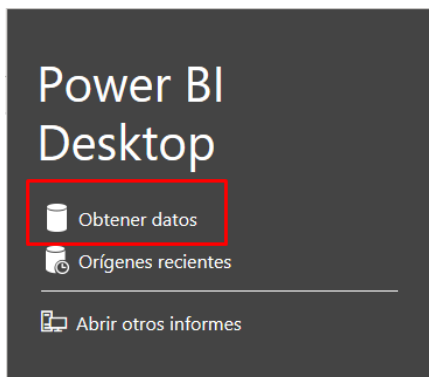 Power BI
Desktop
Obtener datos
Orígenes recientes
Abrir otros informes